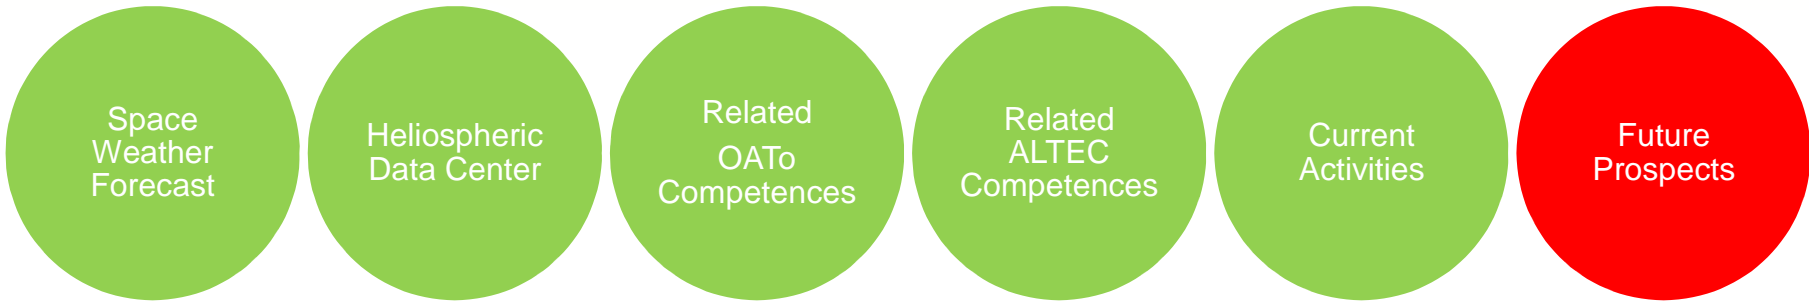 Space
Weather
Forecast
Heliospheric
Data Center
Related
OATo
Competences
Related
ALTEC
Competences
Current
Activities
Future
Prospects